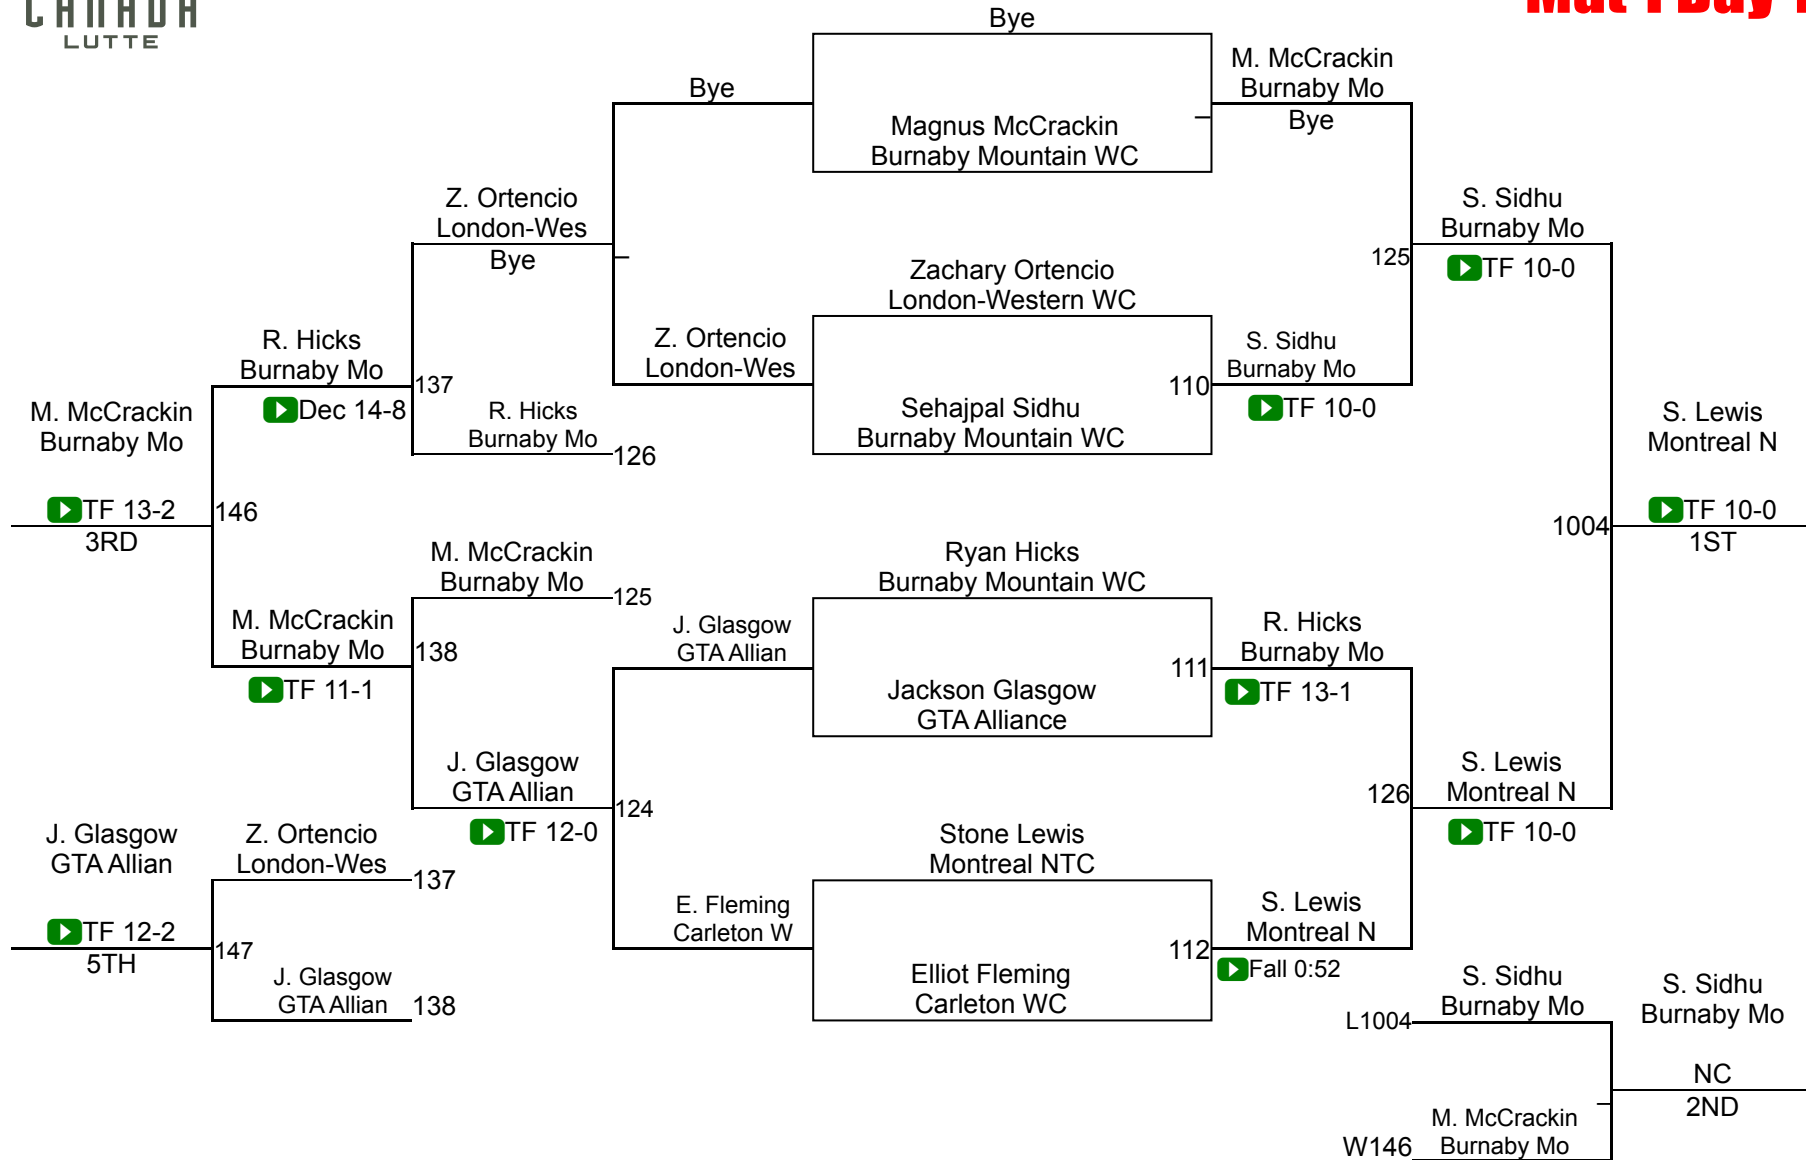 CANADA
LUTTE
Mat 1 Day 1
Bye
Bye
M. McCrackin
Burnaby Mo
Bye
Magnus McCrackin
Burnaby Mountain WC
Z. Ortencio
London-Wes
Bye
S. Sidhu
Burnaby Mo
125
TF 10-0
Zachary Ortencio
London-Western WC
R. Hicks
Burnaby Mo
137
Dec 14-8
Z. Ortencio
London-Wes
S. Sidhu
Burnaby Mo
110
TF 10-0
Sehajpal Sidhu
Burnaby Mountain WC
M. McCrackin
Burnaby Mo
R. Hicks
Burnaby Mo
126
S. Lewis
Montreal N
TF 13-2
3RD
146
1004
TF 10-0
1ST
M. McCrackin
Burnaby Mo
125
Ryan Hicks
Burnaby Mountain WC
M. McCrackin
Burnaby Mo
138
TF 11-1
J. Glasgow
GTA Allian
111
R. Hicks
Burnaby Mo
TF 13-1
Jackson Glasgow
GTA Alliance
J. Glasgow
GTA Allian
124
TF 12-0
S. Lewis
Montreal N
126
TF 10-0
J. Glasgow
GTA Allian
Z. Ortencio
London-Wes
137
Stone Lewis
Montreal NTC
TF 12-2
5TH
147
E. Fleming
Carleton W
112
S. Lewis
Montreal N
Fall 0:52
J. Glasgow
GTA Allian
138
Elliot Fleming
Carleton WC
S. Sidhu
Burnaby Mo
L1004
S. Sidhu
Burnaby Mo
NC
2ND
M. McCrackin
Burnaby Mo
W146